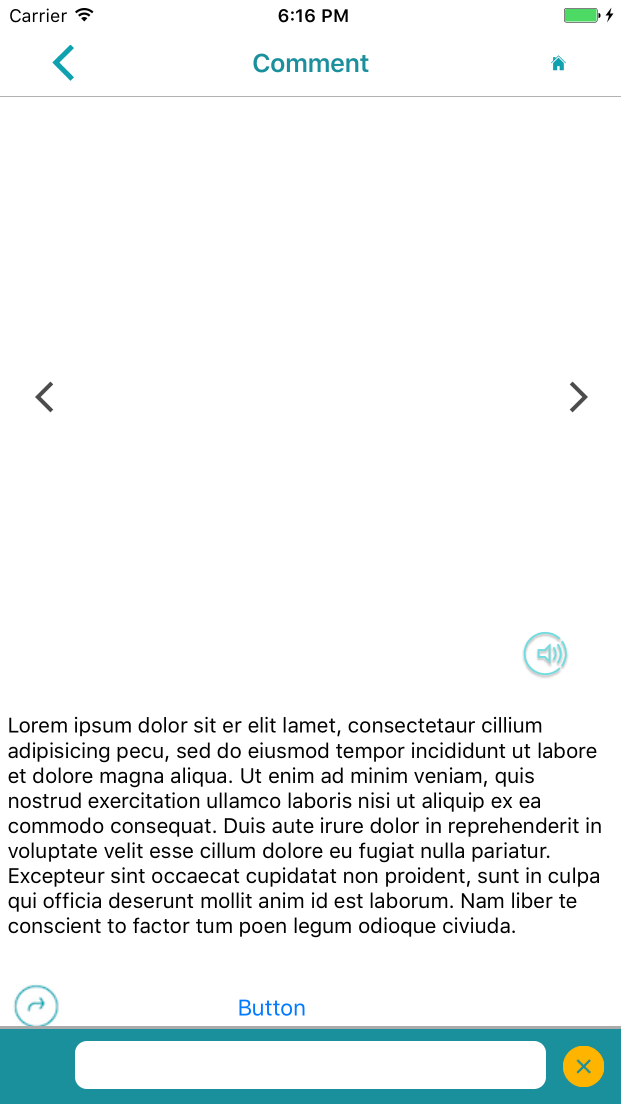 Carrier 6:16 PM
Comment
Lorem ipsum dolor sit er elit lamet, consectetaur cillium
adipisicing pecu, sed do eiusmod tempor incididunt ut labore
et dolore magna aliqua. Ut enim ad minim veniam, quis
nostrud exercitation ullamco laboris nisi ut aliquip ex ea
commodo consequat. Duis aute irure dolor in reprehenderit in
voluptate velit esse cillum dolore eu fugiat nulla pariatur.
Excepteur sint occaecat cupidatat non proident, sunt in culpa
qui officia deserunt mollit anim id est laborum. Nam liber te
conscient to factor tum poen legum odioque civiuda.
Button